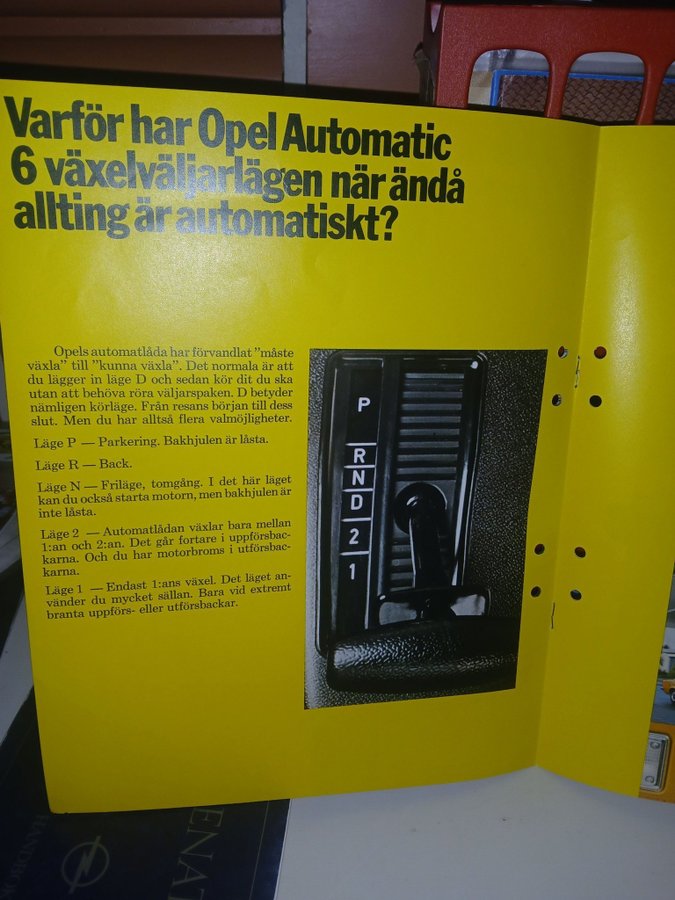 Varför har Opel Automatic
6 växelväljarlägen när ändå
allting är automatiskt?
Opels automatlåda har förvandlat ”måste
växla” till ”kunna växla”. Det normala är att
du lägger in läge D och sedan kör dit du ska
utan att behöva röra väljarspaken. D betyder
nämligen körläge. Från resans början till dess
slut. Men du har alltså flera valmöjligheter.
Läge P — Parkering. Bakhjulen är låsta.
Läge R — Back.
Läge N — Friläge, tomgång. I det här läget
kan du också starta motorn, men bakhjulen är
inte låsta.
Läge 2 — Automatlådan växlar bara mellan
1:an och 2:an. Det går fortare i uppförsbac-
karna. Och du har motorbroms i utförsbac-
karna.
Läge 1 — Endast 1:ans växel. Det läget an-
vänder du mycket sällan. Bara vid extremt
branta uppförs- eller utförsbackar.
P
R
N
D
2
1